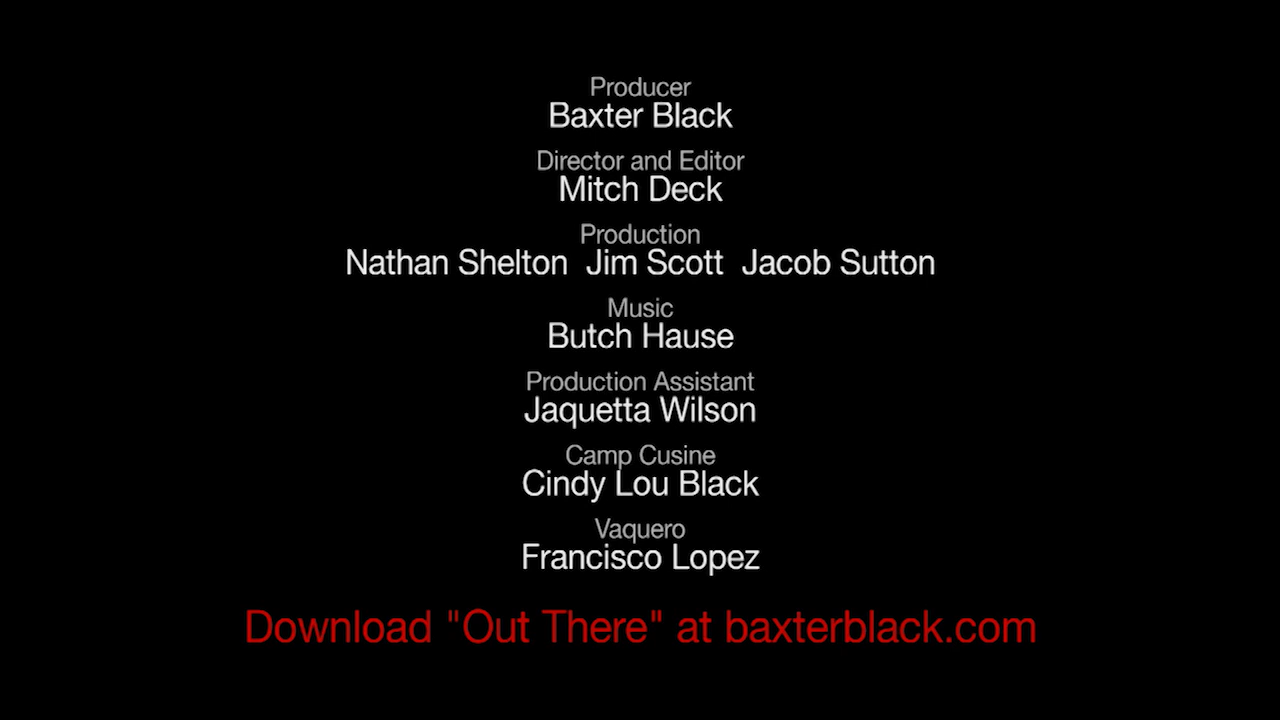 Producer
Baxter Black
Director and Editor
Mitch Deck
Production
Nathan Shelton  Jim Scott  Jacob Sutton
Music
Butch Hause
Production Assistant
Jaquetta Wilson
Camp Cusine
Cindy Lou Black
Vaquero
Francisco Lopez
Download "Out There" at baxterblack.com